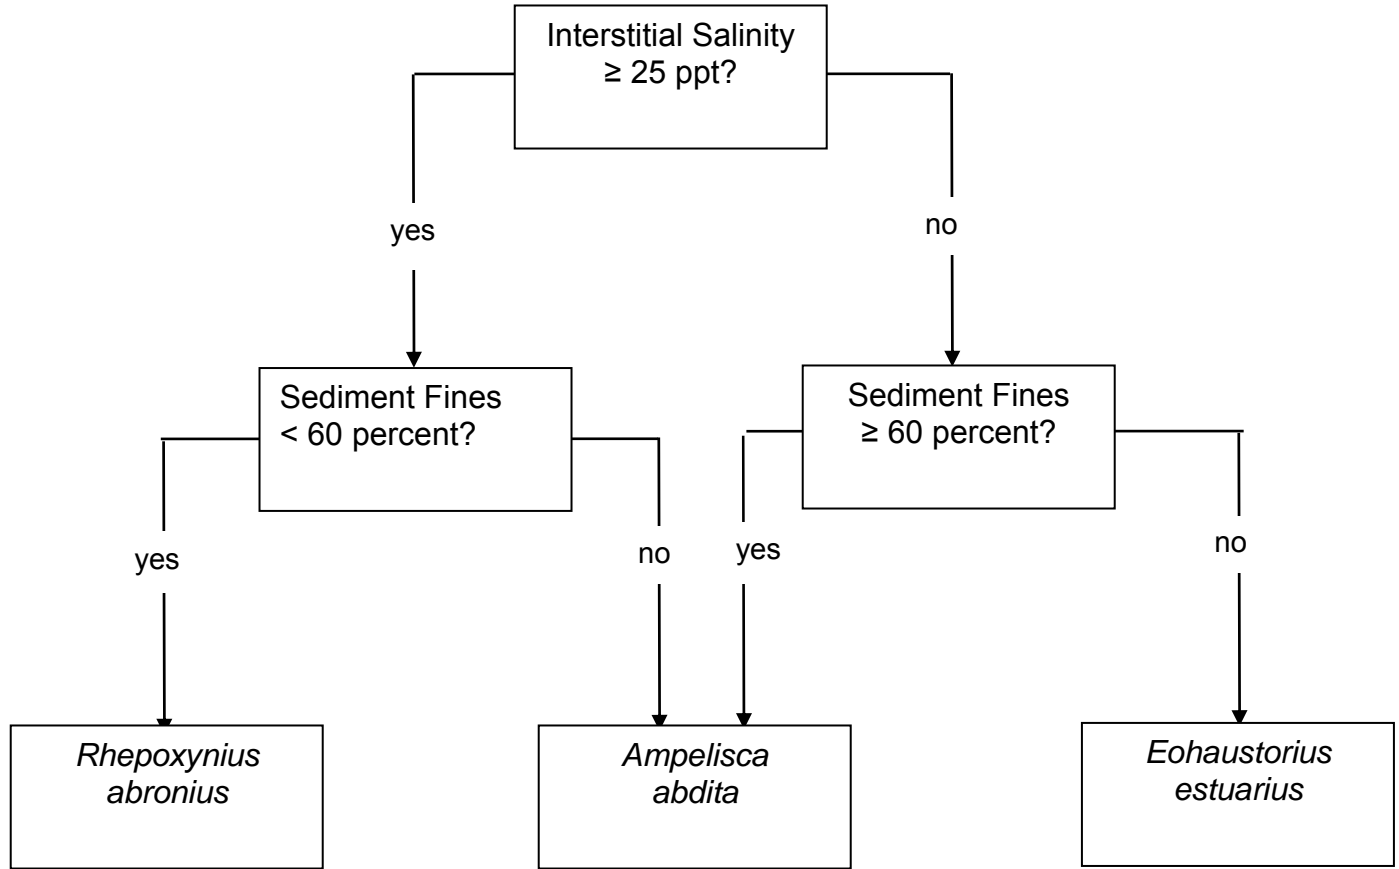 Interstitial Salinity
≥ 25 ppt?
yes
no
Sediment Fines
< 60 percent?
Sediment Fines
≥ 60 percent?
yes
no
yes
no
Rhepoxynius
abronius
Ampelisca
abdita
Eohaustorius
estuarius